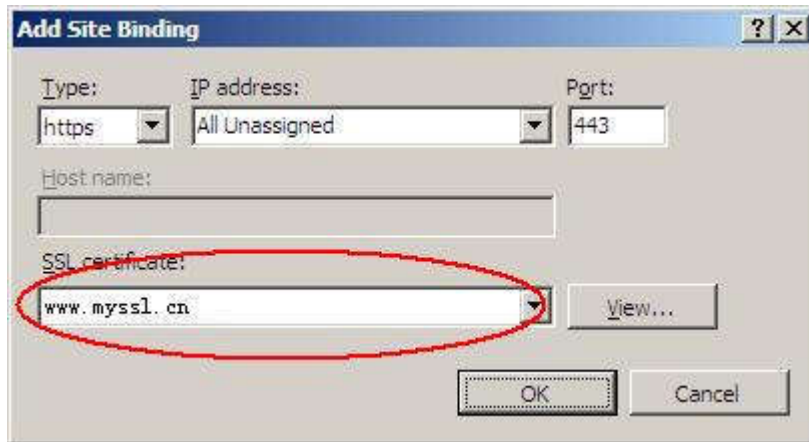 Add Site Binding
Type: IP address: Port:
https All Unassigned 443
Host name:
SSL certificate:
www.myssl.cn View...
OK Cancel